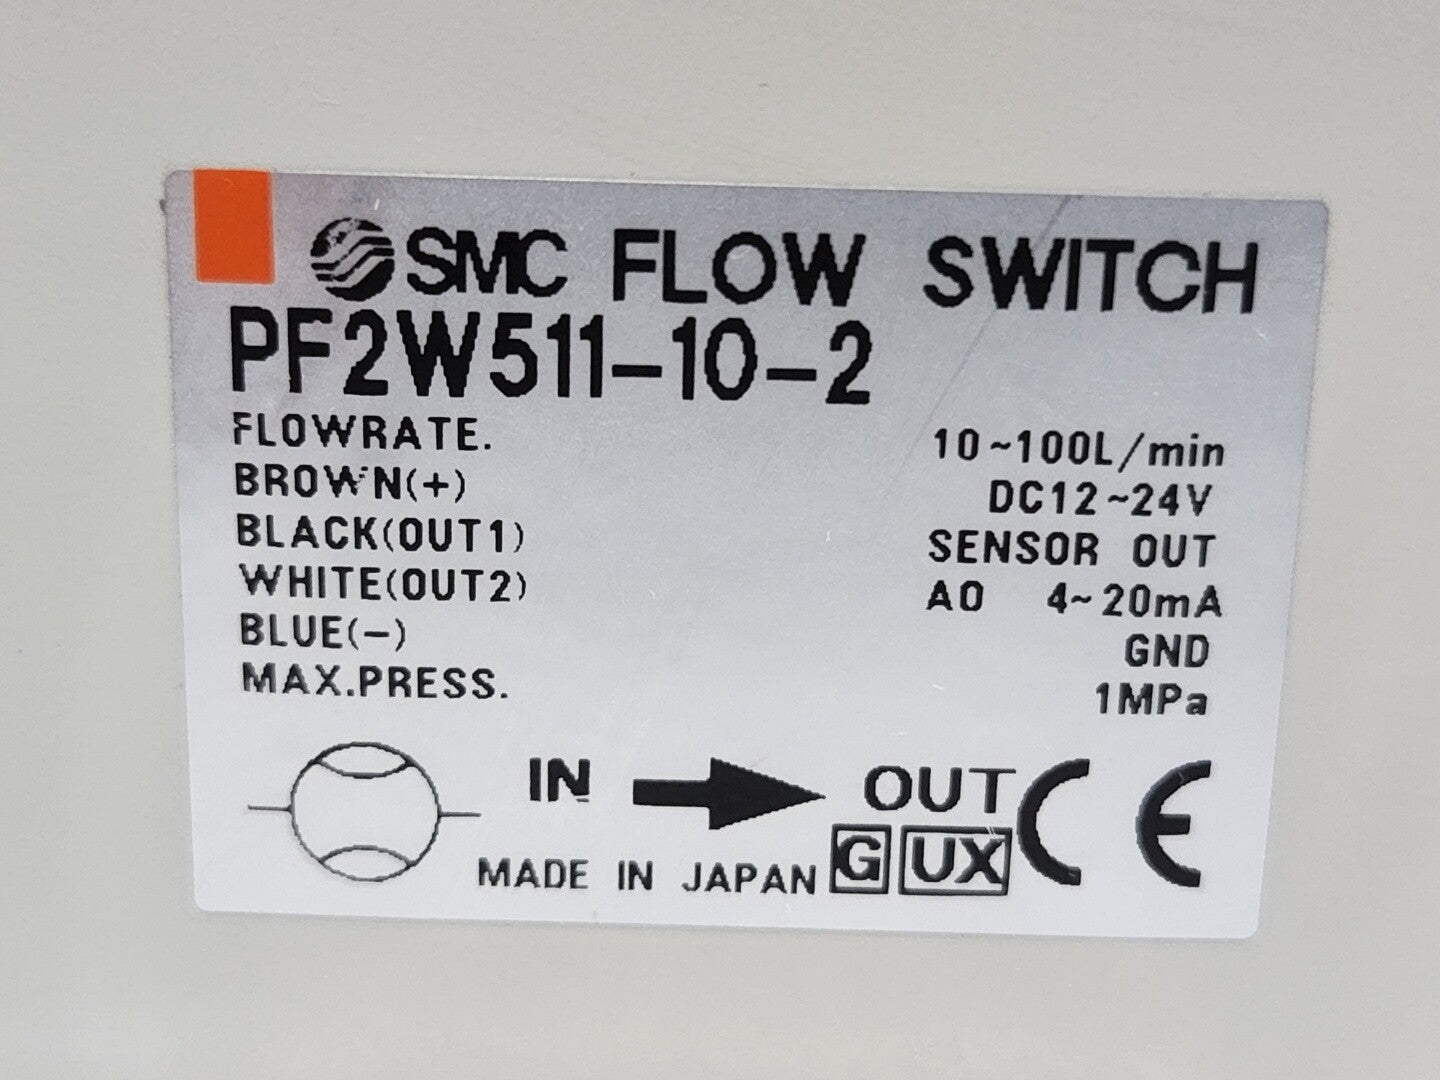 SMC FLOW SWITCH
PF2W511-10-2
FLOWRATE. 10~100L/min
BROWN(+) DC12~24V
BLACK(OUT1) SENSOR OUT
WHITE(OUT2) AO 4~20mA
BLUE(-) GND
MAX.PRESS. 1MPa
IN OUT CE
MADE IN JAPAN G UX